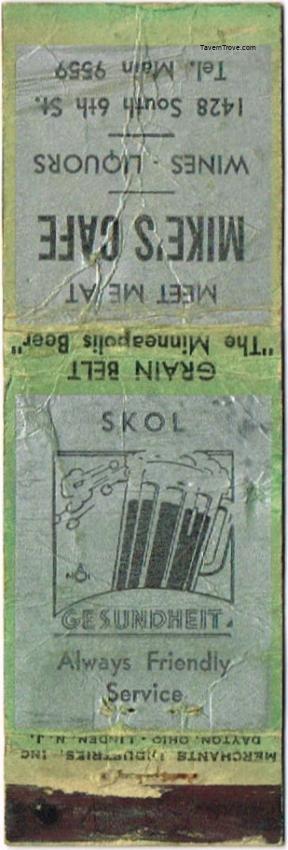 TavernTrove.com
MEET ME AT
MIKE'S CAFE
WINES - LIQUORS
1428 South 6th St.
Tel. Main 9559
GRAIN BELT
"The Minneapolis Beer"
SKOL
GESUNDHEIT.
Always Friendly
Service
MERCHANTS INDUSTRIES, INC
DAYTON, OHIO - LINDEN, N. J.